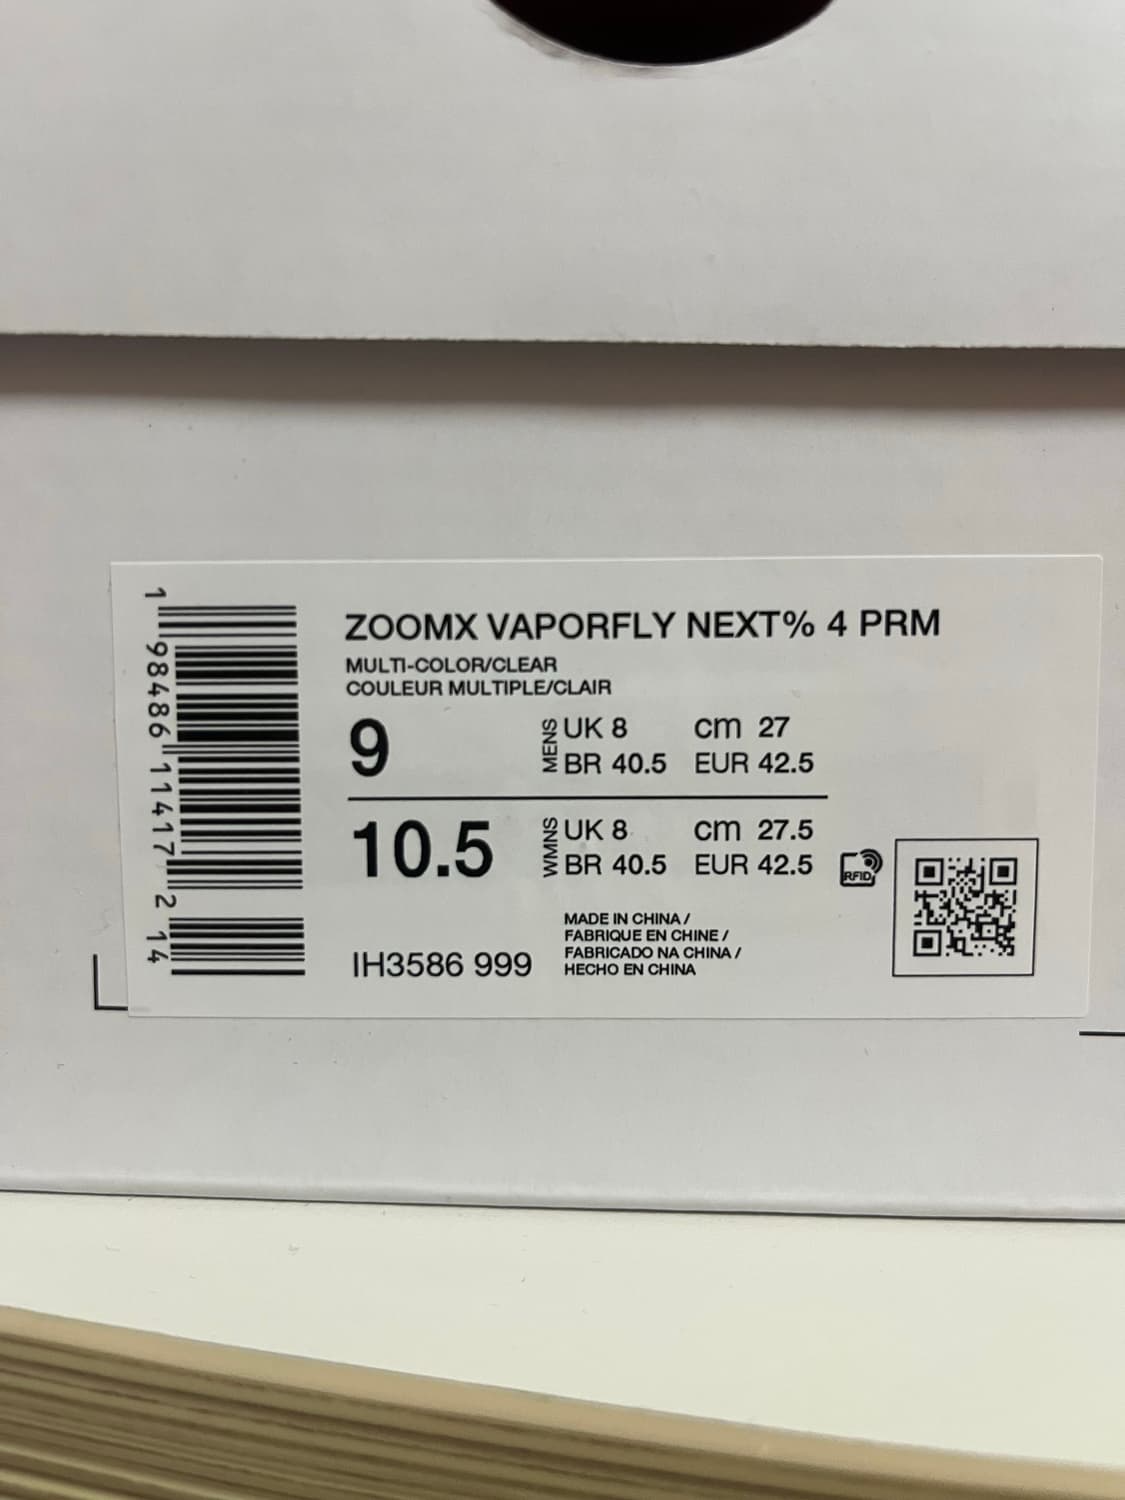 1 98486 11417 2 14
ZOOMX VAPORFLY NEXT% 4 PRM
MULTI-COLOR/CLEAR
COULEUR MULTIPLE/CLAIR
9 MENS UK 8 cm 27
BR 40.5 EUR 42.5
10.5 WMNS UK 8 cm 27.5
BR 40.5 EUR 42.5
RFID
IH3586 999
MADE IN CHINA /
FABRIQUE EN CHINE /
FABRICADO NA CHINA /
HECHO EN CHINA